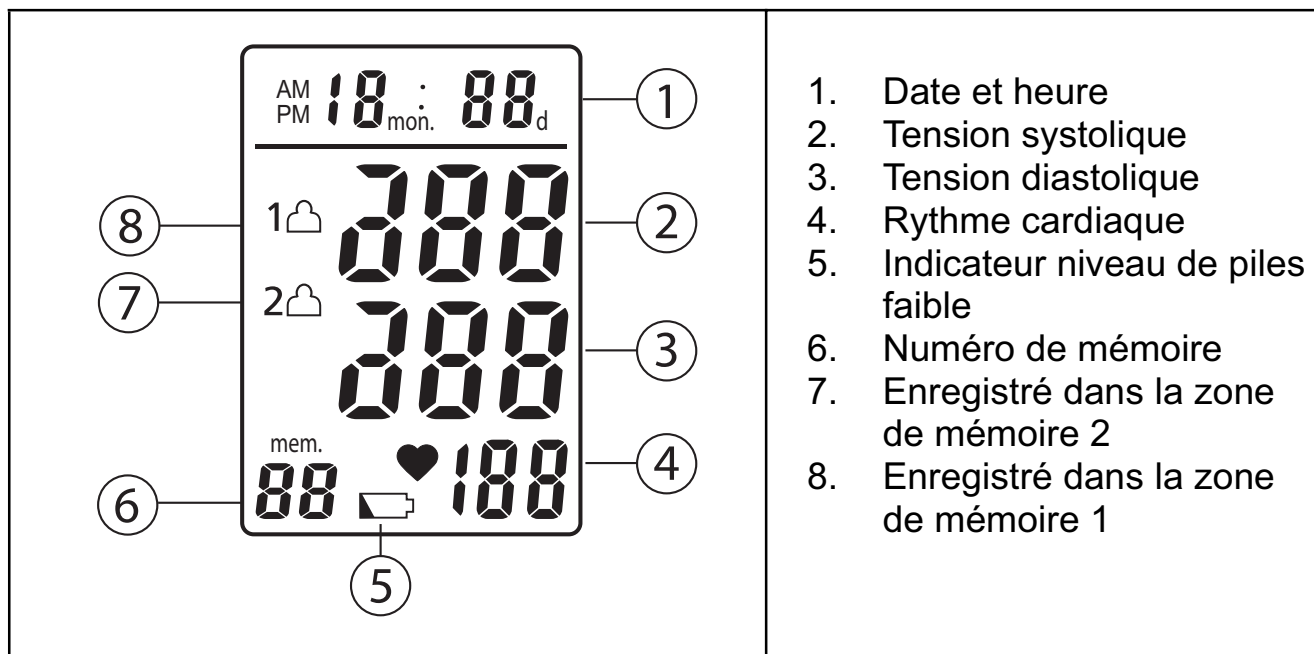 AM 18 : 88
PM mon. d
1
8
1
288
2
7
2
288
3
mem.
188
4
88
6
5
1. Date et heure
2. Tension systolique
3. Tension diastolique
4. Rythme cardiaque
5. Indicateur niveau de piles
faible
6. Numéro de mémoire
7. Enregistré dans la zone
de mémoire 2
8. Enregistré dans la zone
de mémoire 1